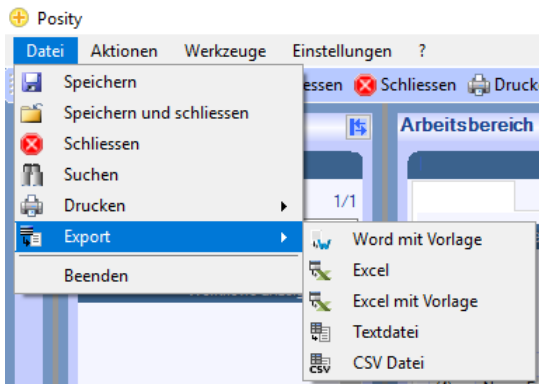 Posity
Datei Aktionen Werkzeuge Einstellungen ?
Speichern
essen Schliessen Druck
Speichern und schliessen
Arbeitsbereich
Schliessen
Suchen
Drucken
1/1
Export
Word mit Vorlage
Beenden
Excel
Excel mit Vorlage
Textdatei
CSV Datei